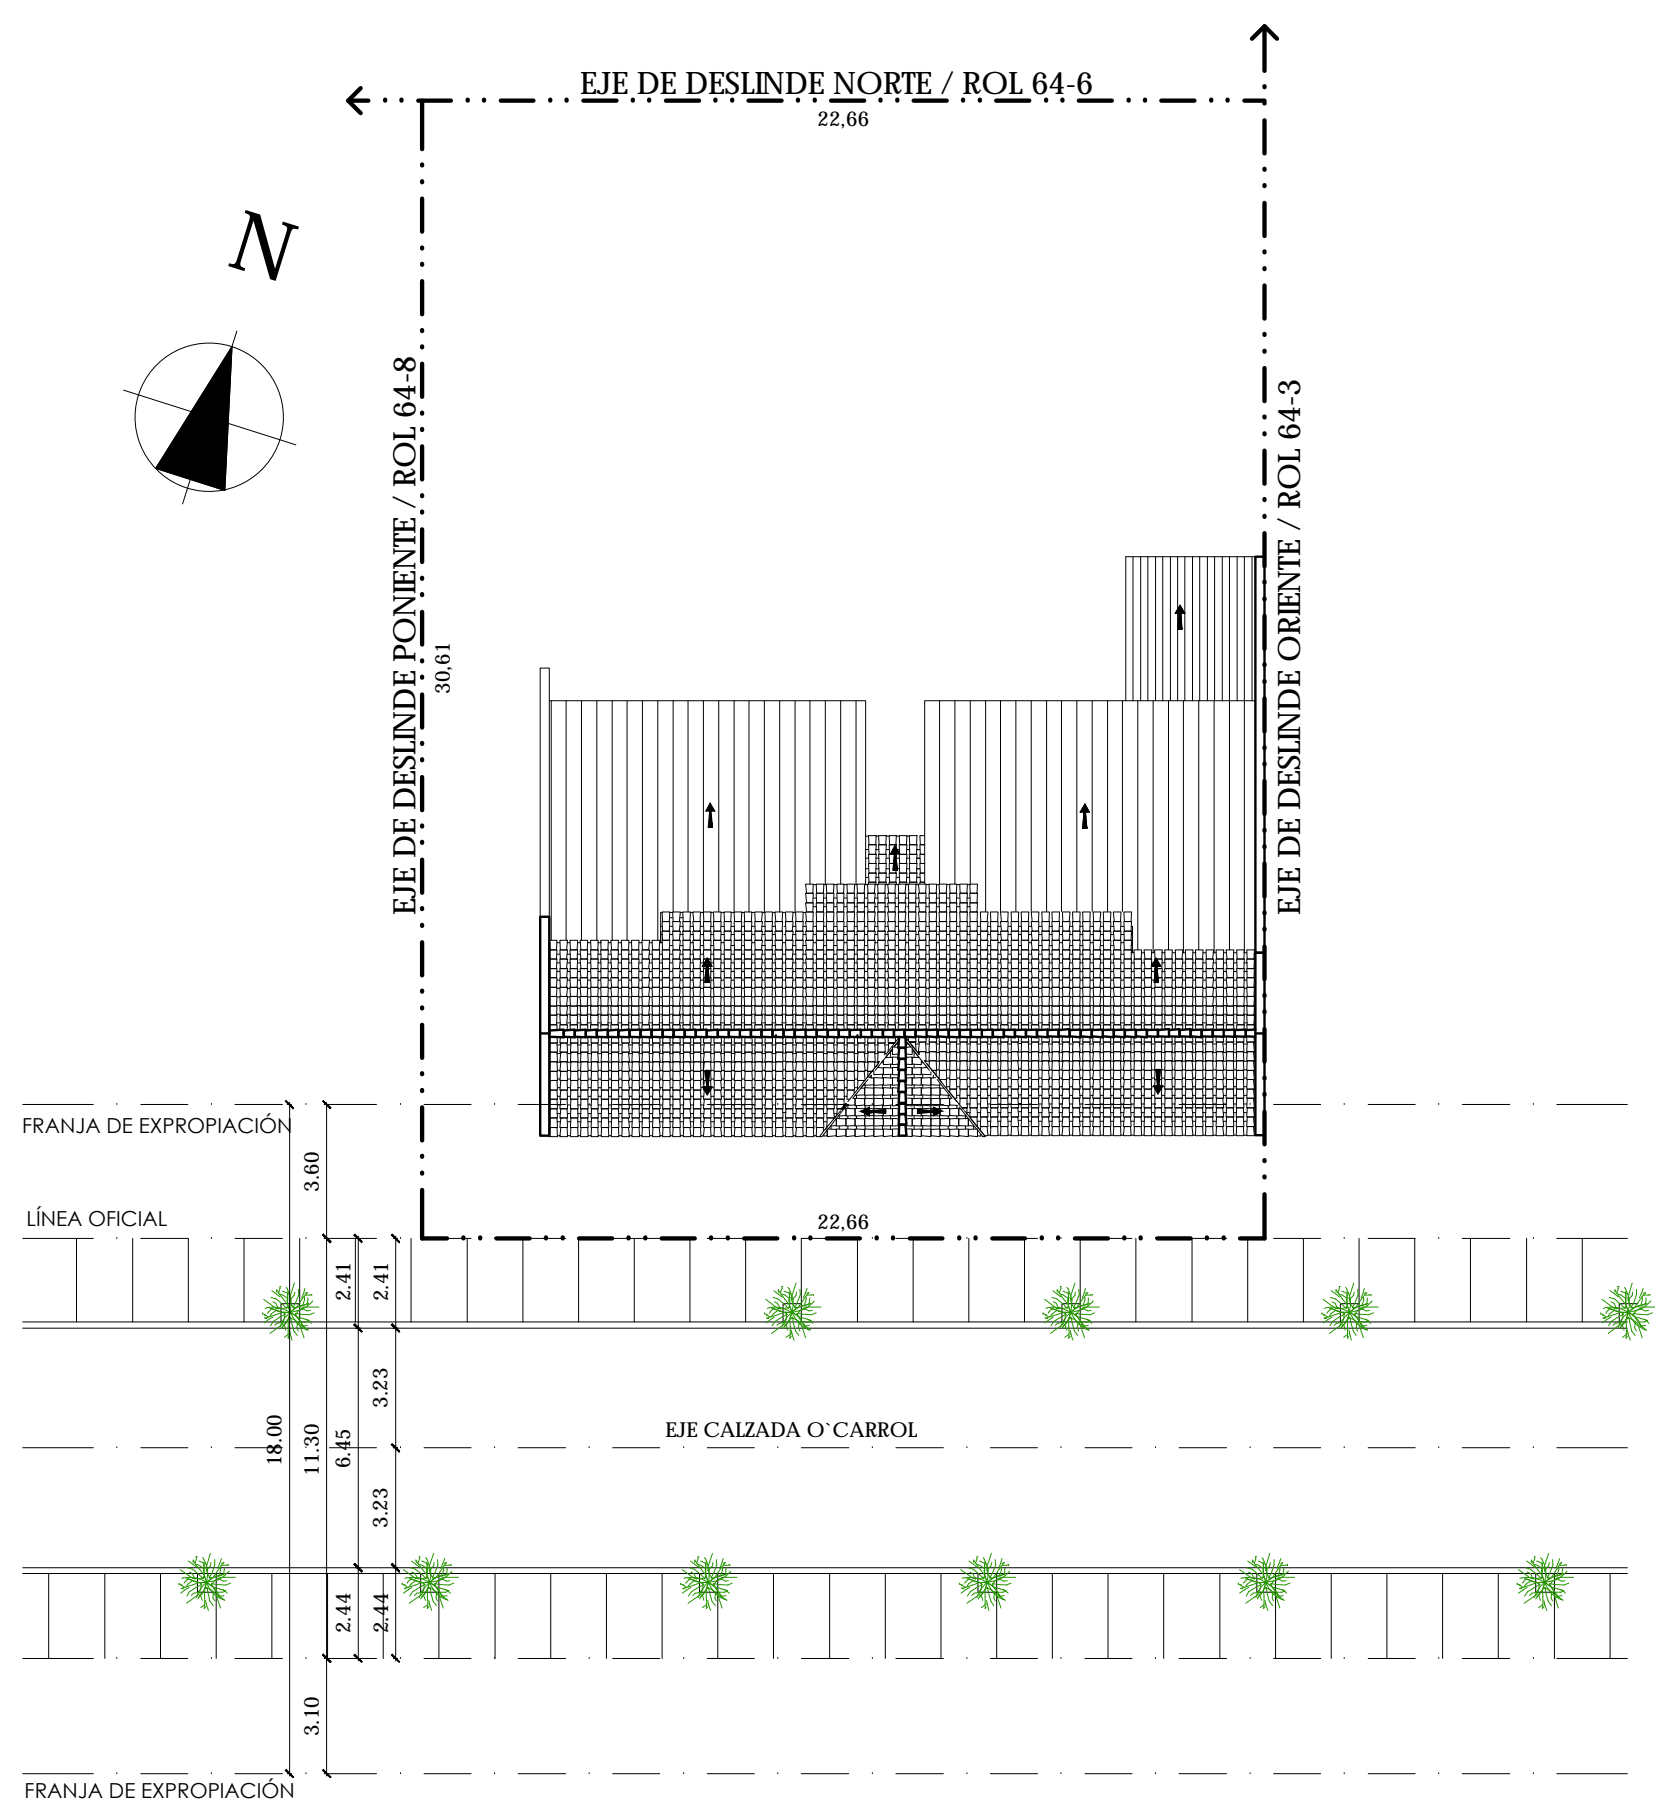 EJE DE DESLINDE NORTE / ROL 64-6
22,66
N
EJE DE DESLINDE PONIENTE / ROL 64-8
30,61
EJE DE DESLINDE ORIENTE / ROL 64-3
FRANJA DE EXPROPIACIÓN
3.60
LÍNEA OFICIAL
22,66
2.41
2.41
3.23
18.00
11.30
6.45
EJE CALZADA O`CARROL
3.23
2.44
2.44
3.10
FRANJA DE EXPROPIACIÓN